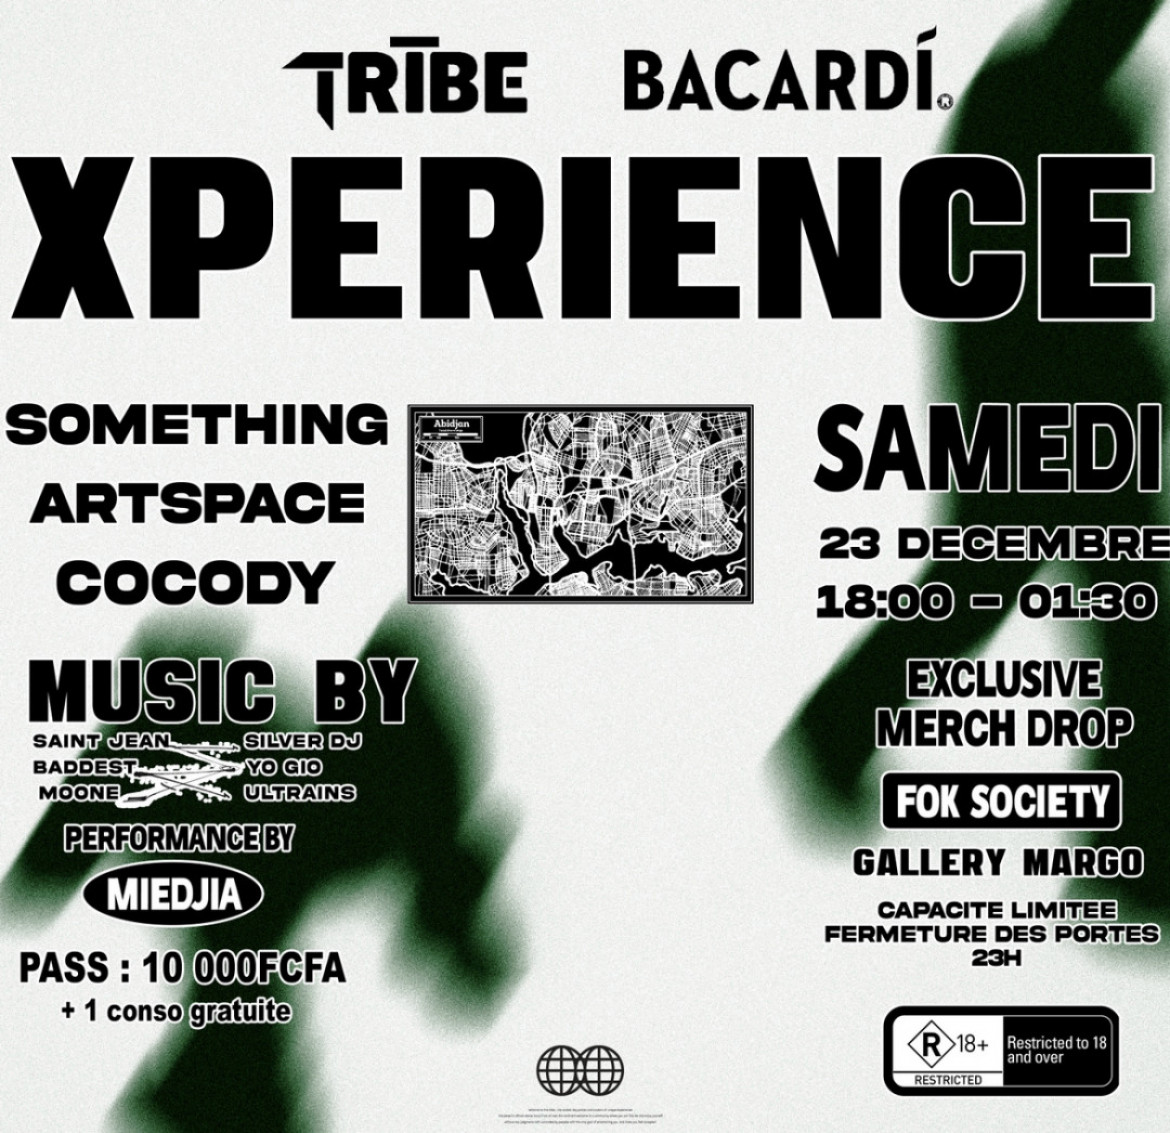 TRĪBE BACARDÍ®
XPERIENCE
SOMETHING
ARTSPACE
COCODY
Abidjan
SAMEDI
23 DECEMBRE
18:00 – 01:30
MUSIC BY
SAINT JEAN SILVER DJ
BADDEST YO GIO
MOONE ULTRAINS
PERFORMANCE BY
MIEDJIA
PASS : 10 000FCFA
+ 1 conso gratuite
EXCLUSIVE
MERCH DROP
FOK SOCIETY
GALLERY MARGO
CAPACITE LIMITEE
FERMETURE DES PORTES
23H
R 18+
RESTRICTED
Restricted to 18
and over